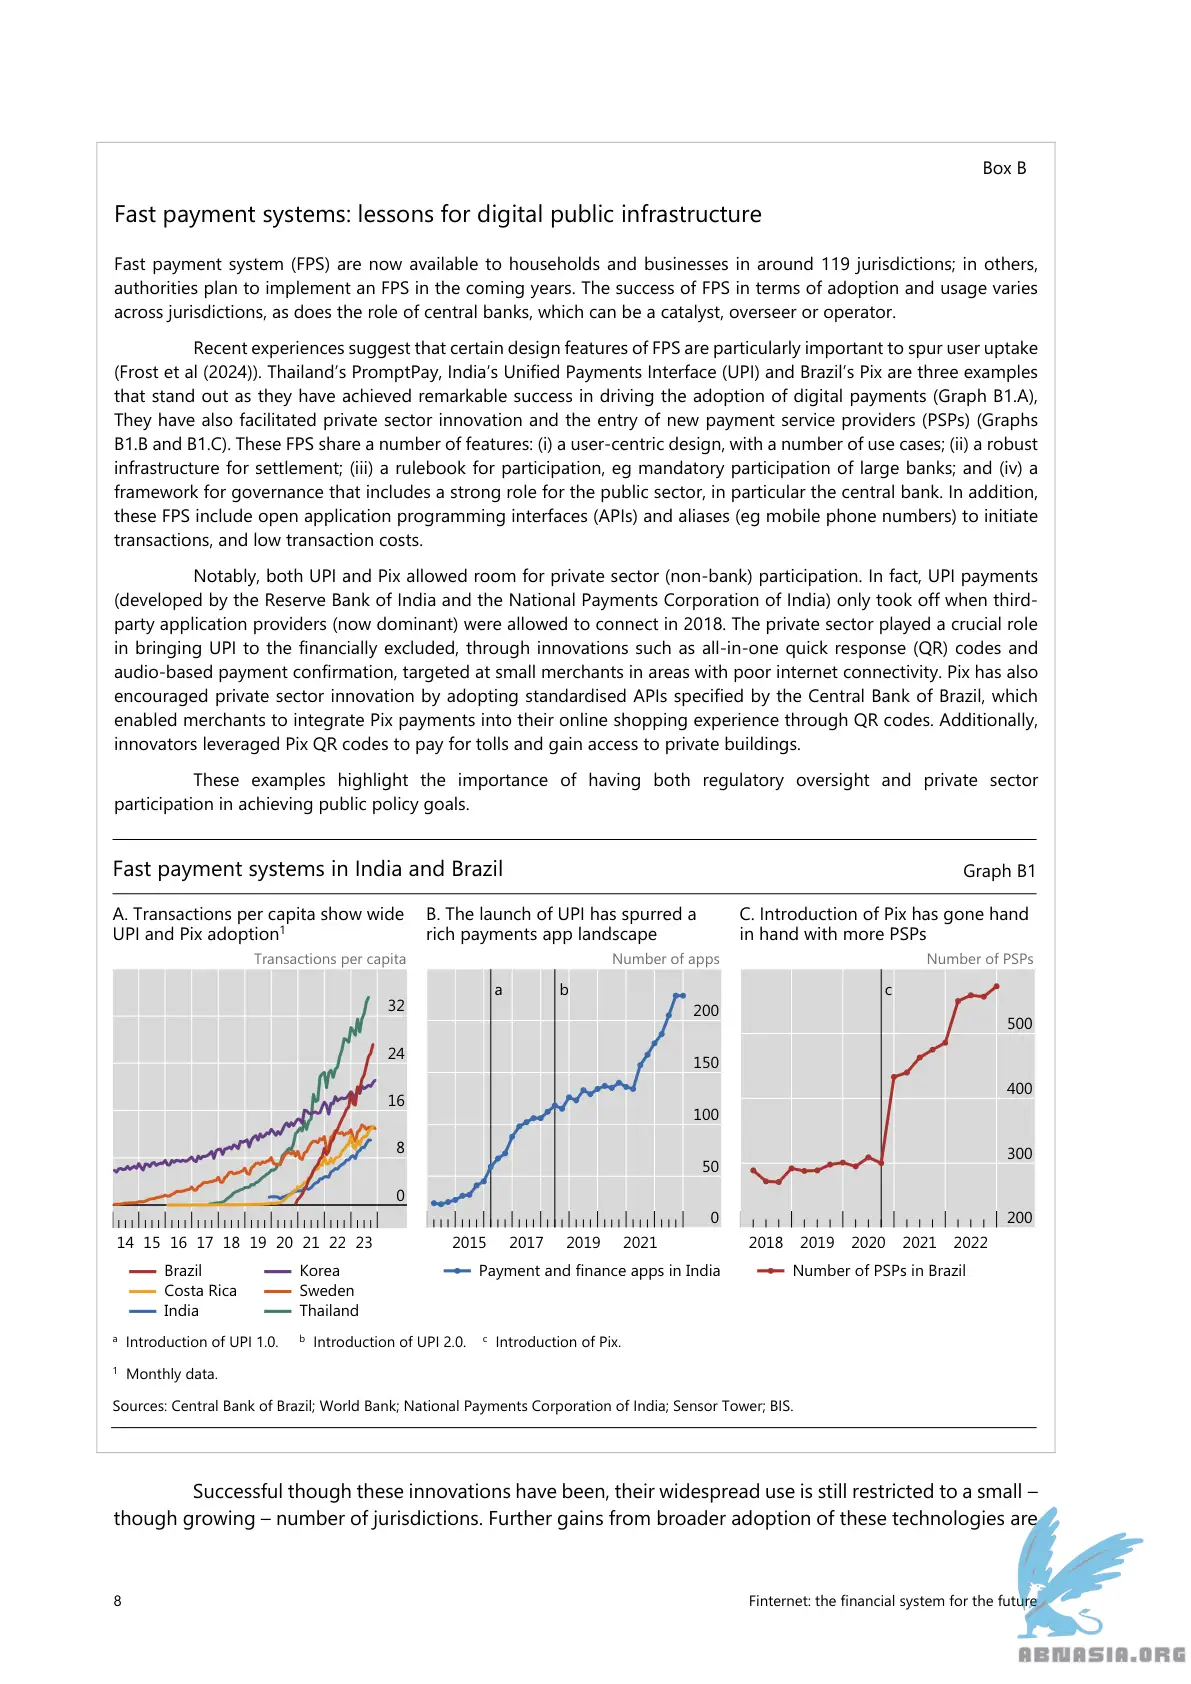 Box B
Fast payment systems: lessons for digital public infrastructure
Fast payment system (FPS) are now available to households and businesses in around 119 jurisdictions; in others,
authorities plan to implement an FPS in the coming years. The success of FPS in terms of adoption and usage varies
across jurisdictions, as does the role of central banks, which can be a catalyst, overseer or operator.
Recent experiences suggest that certain design features of FPS are particularly important to spur user uptake
(Frost et al (2024)). Thailand’s PromptPay, India’s Unified Payments Interface (UPI) and Brazil’s Pix are three examples
that stand out as they have achieved remarkable success in driving the adoption of digital payments (Graph B1.A),
They have also facilitated private sector innovation and the entry of new payment service providers (PSPs) (Graphs
B1.B and B1.C). These FPS share a number of features: (i) a user-centric design, with a number of use cases; (ii) a robust
infrastructure for settlement; (iii) a rulebook for participation, eg mandatory participation of large banks; and (iv) a
framework for governance that includes a strong role for the public sector, in particular the central bank. In addition,
these FPS include open application programming interfaces (APIs) and aliases (eg mobile phone numbers) to initiate
transactions, and low transaction costs.
Notably, both UPI and Pix allowed room for private sector (non-bank) participation. In fact, UPI payments
(developed by the Reserve Bank of India and the National Payments Corporation of India) only took off when third-
party application providers (now dominant) were allowed to connect in 2018. The private sector played a crucial role
in bringing UPI to the financially excluded, through innovations such as all-in-one quick response (QR) codes and
audio-based payment confirmation, targeted at small merchants in areas with poor internet connectivity. Pix has also
encouraged private sector innovation by adopting standardised APIs specified by the Central Bank of Brazil, which
enabled merchants to integrate Pix payments into their online shopping experience through QR codes. Additionally,
innovators leveraged Pix QR codes to pay for tolls and gain access to private buildings.
These examples highlight the importance of having both regulatory oversight and private sector
participation in achieving public policy goals.
Fast payment systems in India and Brazil
Graph B1
A. Transactions per capita show wide
UPI and Pix adoption1
Transactions per capita
32
24
16
8
0
14 15 16 17 18 19 20 21 22 23
Brazil
Costa Rica
India
Korea
Sweden
Thailand
B. The launch of UPI has spurred a
rich payments app landscape
Number of apps
a
b
200
150
100
50
0
2015 2017 2019 2021
Payment and finance apps in India
C. Introduction of Pix has gone hand
in hand with more PSPs
Number of PSPs
c
500
400
300
200
2018 2019 2020 2021 2022
Number of PSPs in Brazil
a Introduction of UPI 1.0. b Introduction of UPI 2.0. c Introduction of Pix.
1 Monthly data.
Sources: Central Bank of Brazil; World Bank; National Payments Corporation of India; Sensor Tower; BIS.
Successful though these innovations have been, their widespread use is still restricted to a small –
though growing – number of jurisdictions. Further gains from broader adoption of these technologies are
8
Finternet: the financial system for the future
ABNASIA.ORG